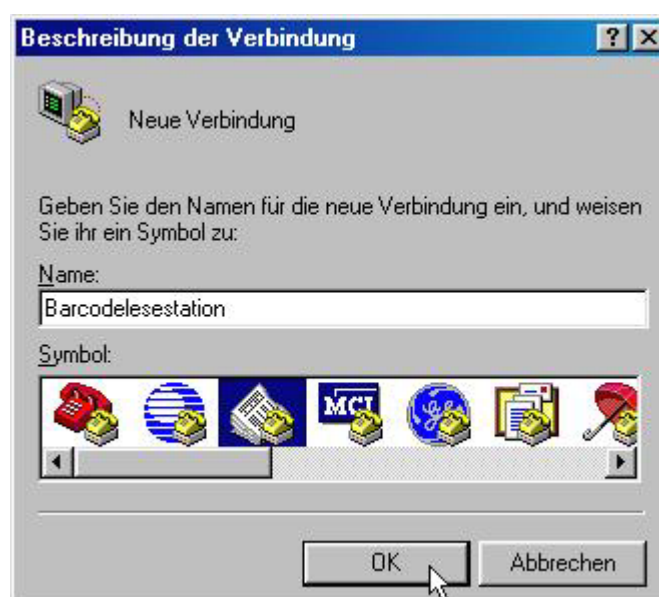 Beschreibung der Verbindung
Neue Verbindung
Geben Sie den Namen für die neue Verbindung ein, und weisen
Sie ihr ein Symbol zu:
Name:
Barcodelesestation
Symbol:
MCI
OK
Abbrechen